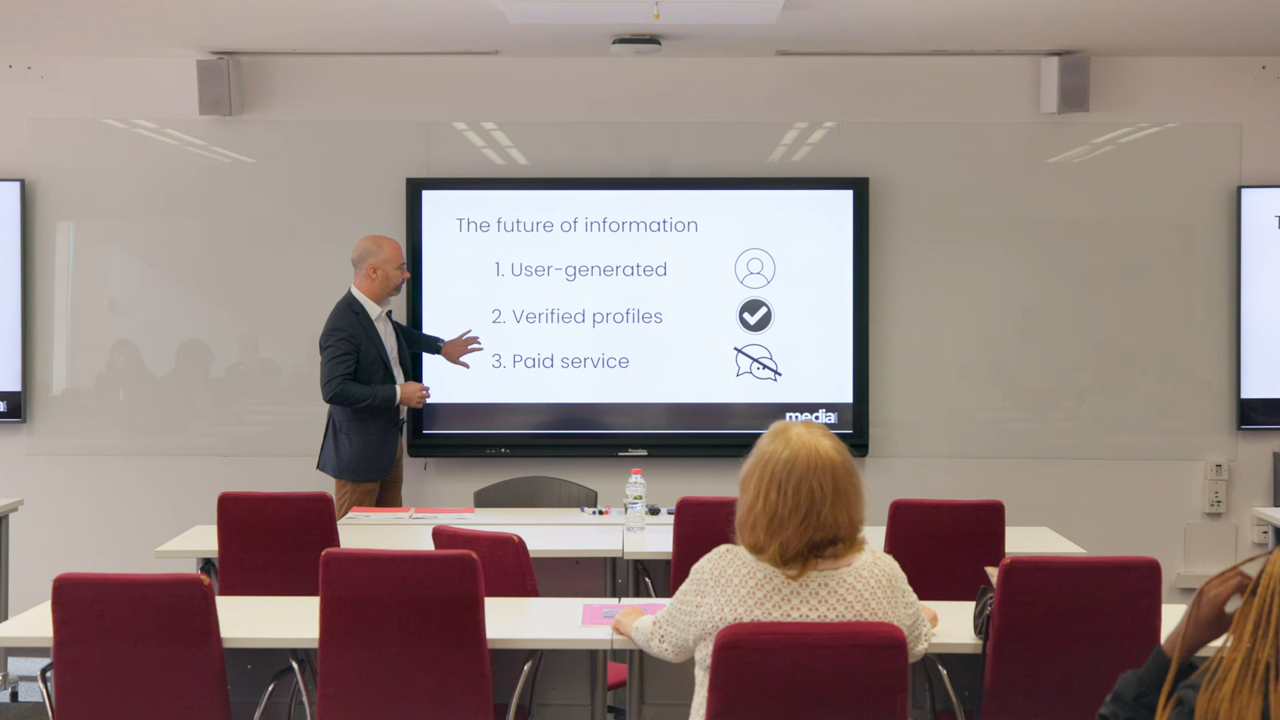 The future of information
1. User-generated
2. Verified profiles
3. Paid service
media